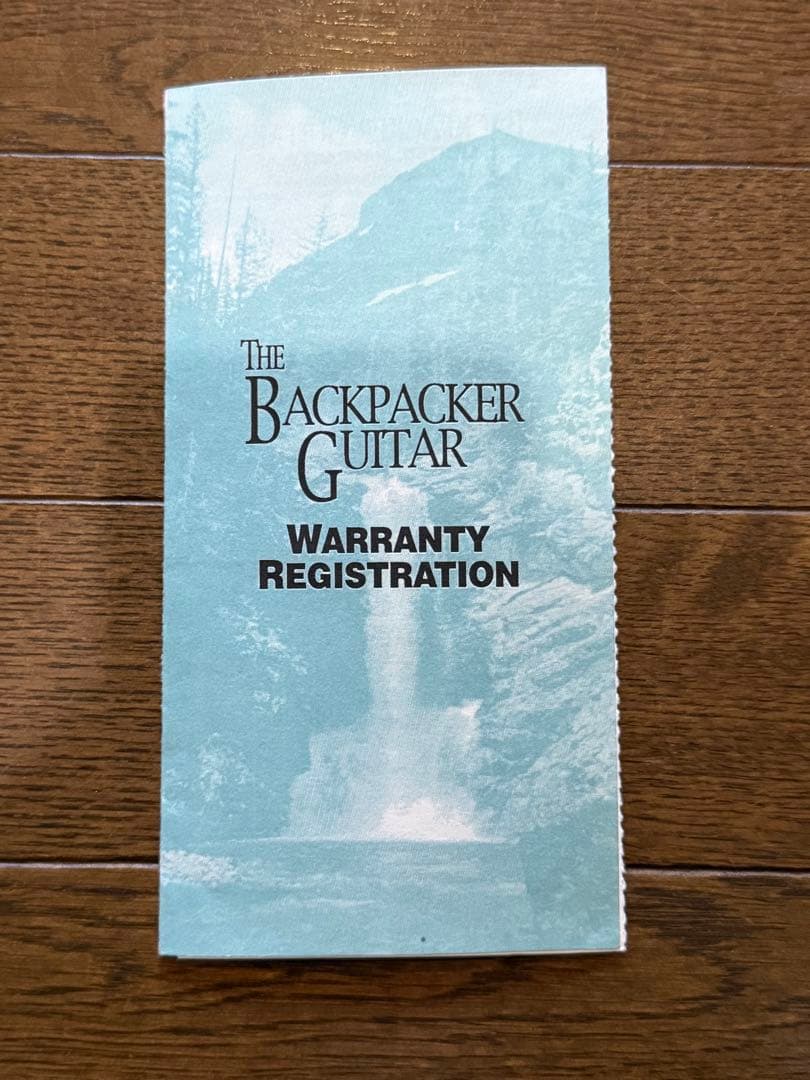 THE
BACKPACKER
GUITAR
WARRANTY
REGISTRATION